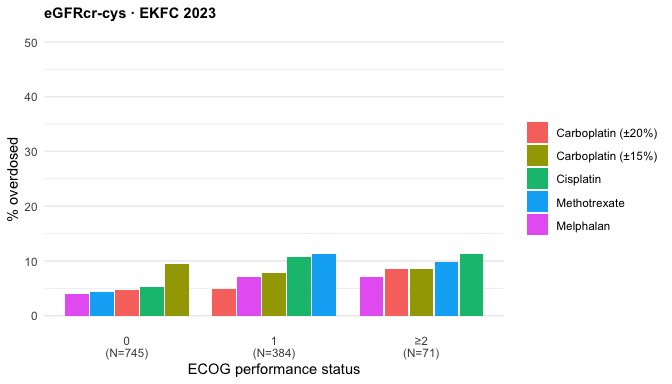 eGFRcr-cys · EKFC 2023
% overdosed
50
40
30
20
10
0
0
(N=745)
1
(N=384)
≥2
(N=71)
ECOG performance status
Carboplatin (±20%)
Carboplatin (±15%)
Cisplatin
Methotrexate
Melphalan